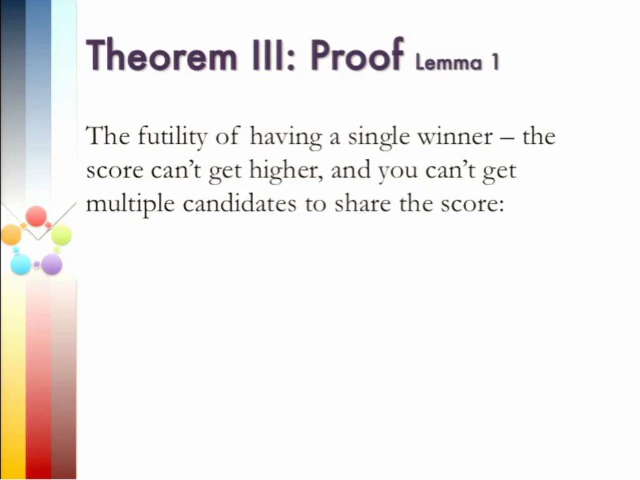 Theorem III: Proof Lemma 1
The futility of having a single winner – the
score can’t get higher, and you can’t get
multiple candidates to share the score: